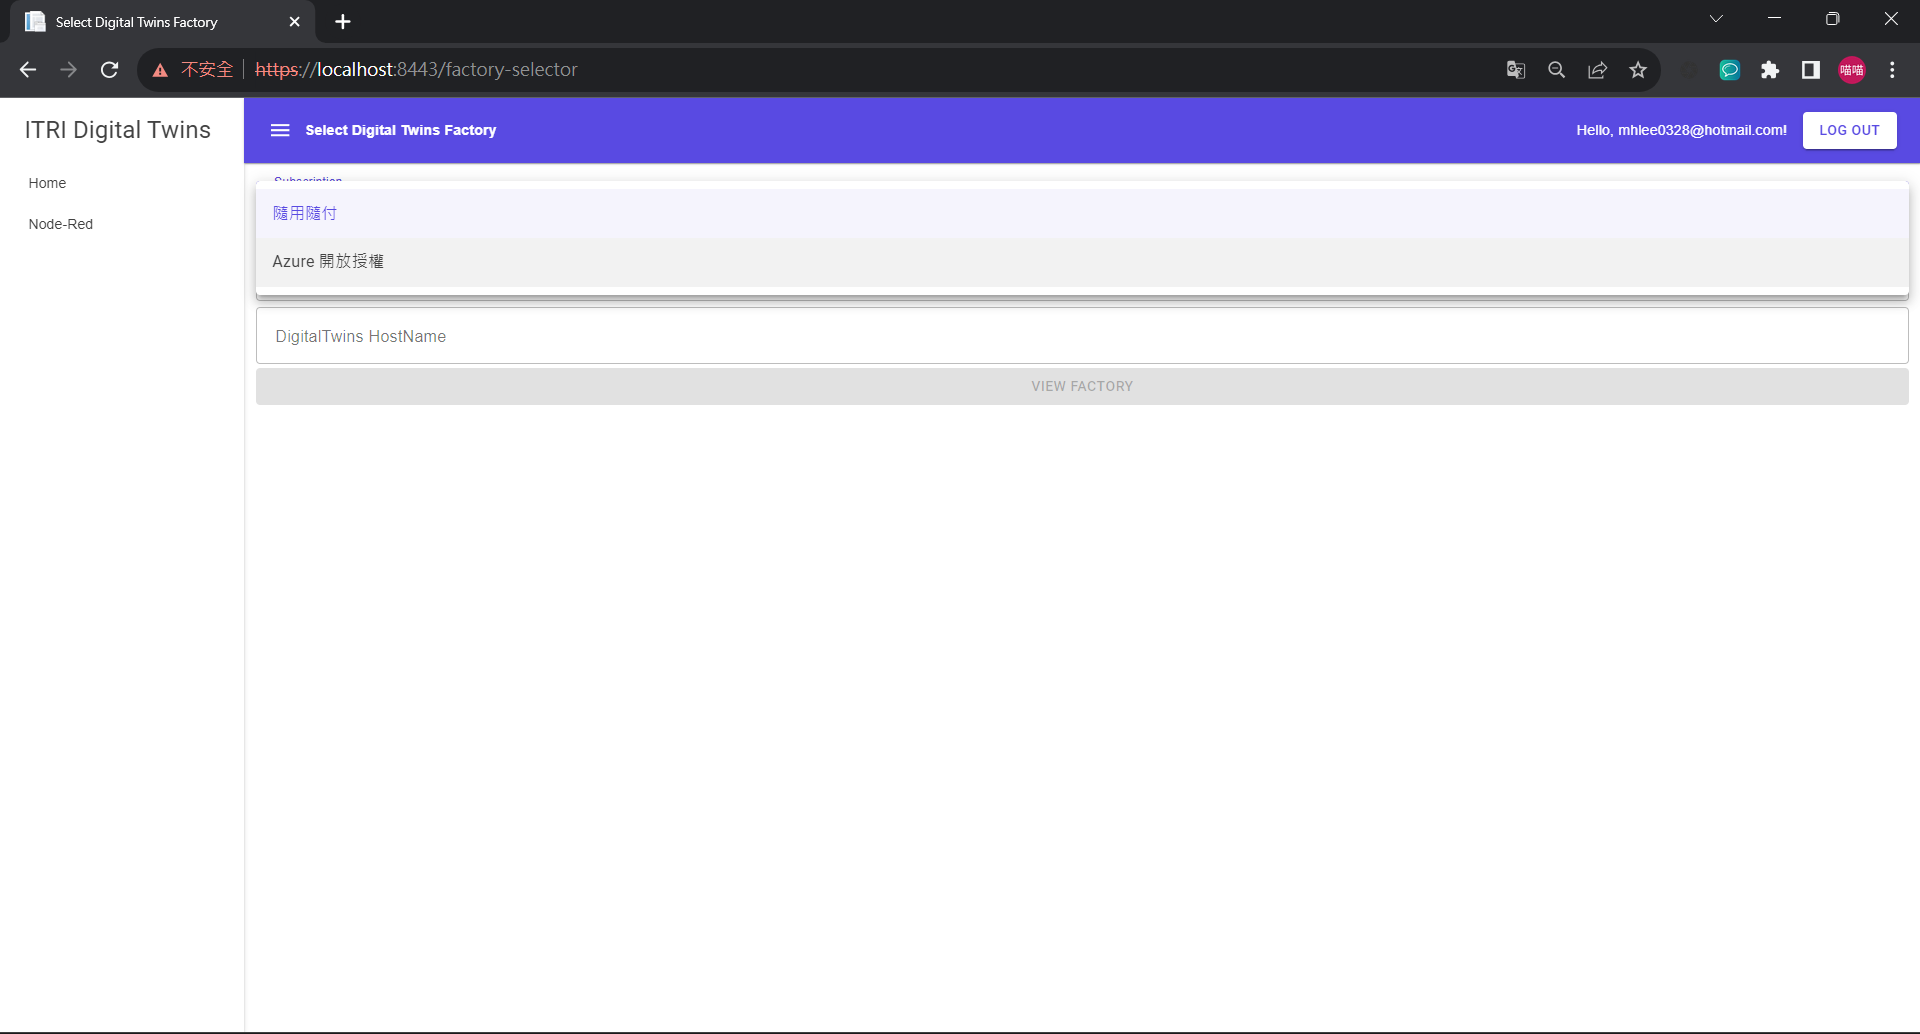 Select Digital Twins Factory
不安全 https://localhost:8443/factory-selector
喵喵
ITRI Digital Twins
Select Digital Twins Factory
Hello, mhlee0328@hotmail.com!
LOG OUT
Home
Node-Red
Subscription
隨用隨付
Azure 開放授權
DigitalTwins HostName
VIEW FACTORY